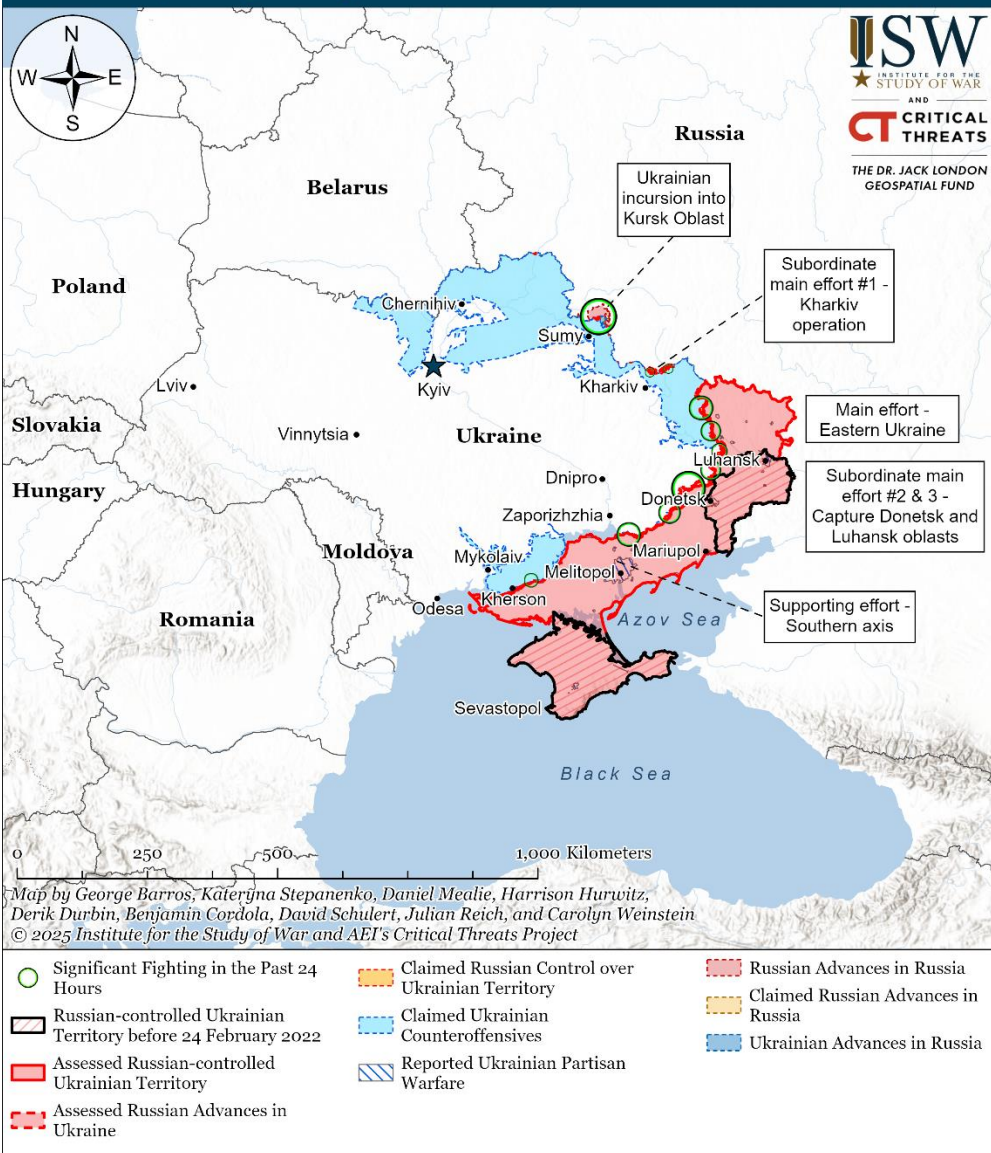 N
W
E
S
ISW
INSTITUTE FOR THE
STUDY OF WAR
AND
CT CRITICAL
THREATS
THE DR. JACK LONDON
GEOSPATIAL FUND
Russia
Belarus
Poland
Ukrainian
incursion into
Kursk Oblast
Subordinate
main effort #1 -
Kharkiv
operation
Chernihiv
Sumy
Kyiv
Kharkiv
Lviv
Slovakia
Vinnytsia
Ukraine
Main effort -
Eastern Ukraine
Hungary
Luhansk
Dnipro
Donetsk
Subordinate main
effort #2 & 3 -
Capture Donetsk and
Luhansk oblasts
Zaporizhzhia
Moldova
Mykolaiv
Mariupol
Melitopol
Kherson
Odesa
Romania
Azov Sea
Supporting effort -
Southern axis
Sevastopol
Black Sea
0 250 500 1,000 Kilometers
Map by George Barros, Kateryna Stepanenko, Daniel Mealie, Harrison Hurwitz,
Derik Durbin, Benjamin Cordola, David Schulert, Julian Reich, and Carolyn Weinstein
© 2025 Institute for the Study of War and AEI's Critical Threats Project
Significant Fighting in the Past 24
Hours
Russian-controlled Ukrainian
Territory before 24 February 2022
Assessed Russian-controlled
Ukrainian Territory
Assessed Russian Advances in
Ukraine
Claimed Russian Control over
Ukrainian Territory
Claimed Ukrainian
Counteroffensives
Reported Ukrainian Partisan
Warfare
Russian Advances in Russia
Claimed Russian Advances in
Russia
Ukrainian Advances in Russia